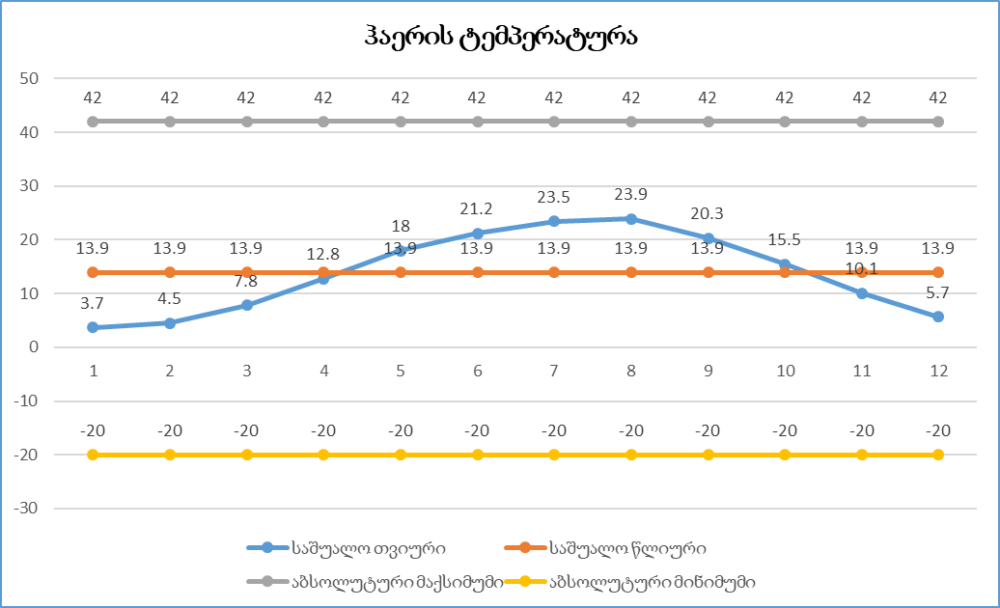 ჰაერის ტემპერატურა
50
42 42 42 42 42 42 42 42 42 42 42 42
40
30
23.5 23.9
21.2 20.3
20
18 15.5
13.9 13.9 13.9 12.8 13.9 13.9 13.9 13.9 13.9 13.9 13.9
10.1
10
7.8
3.7 4.5 5.7
0
1 2 3 4 5 6 7 8 9 10 11 12
-10
-20 -20 -20 -20 -20 -20 -20 -20 -20 -20 -20 -20
-20
-30
საშუალო თვიური საშუალო წლიური
აბსოლუტური მაქსიმუმი აბსოლუტური მინიმუმი